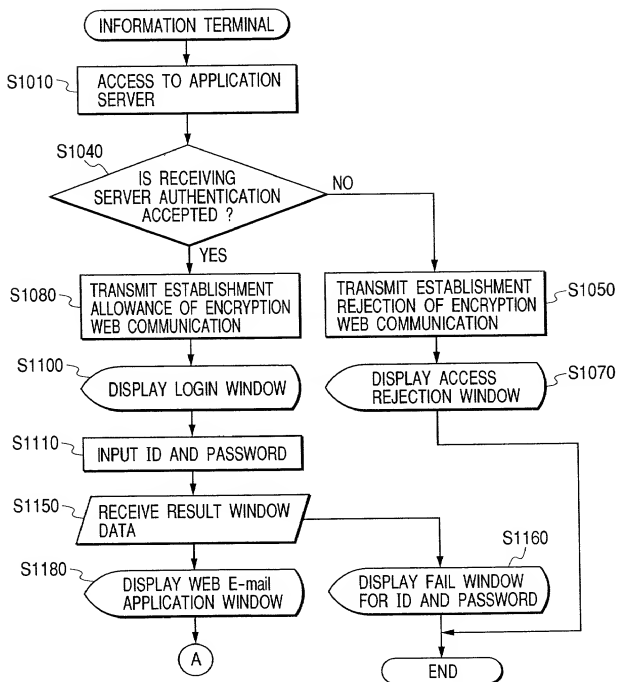 INFORMATION TERMINAL
S1010
ACCESS TO APPLICATION
SERVER
S1040
IS RECEIVING
SERVER AUTHENTICATION
ACCEPTED ?
NO
YES
S1080
TRANSMIT ESTABLISHMENT
ALLOWANCE OF ENCRYPTION
WEB COMMUNICATION
TRANSMIT ESTABLISHMENT
REJECTION OF ENCRYPTION
WEB COMMUNICATION
S1050
S1100
DISPLAY LOGIN WINDOW
DISPLAY ACCESS
REJECTION WINDOW
S1070
S1110
INPUT ID AND PASSWORD
S1150
RECEIVE RESULT WINDOW
DATA
S1160
S1180
DISPLAY WEB E-mail
APPLICATION WINDOW
DISPLAY FAIL WINDOW
FOR ID AND PASSWORD
A
END